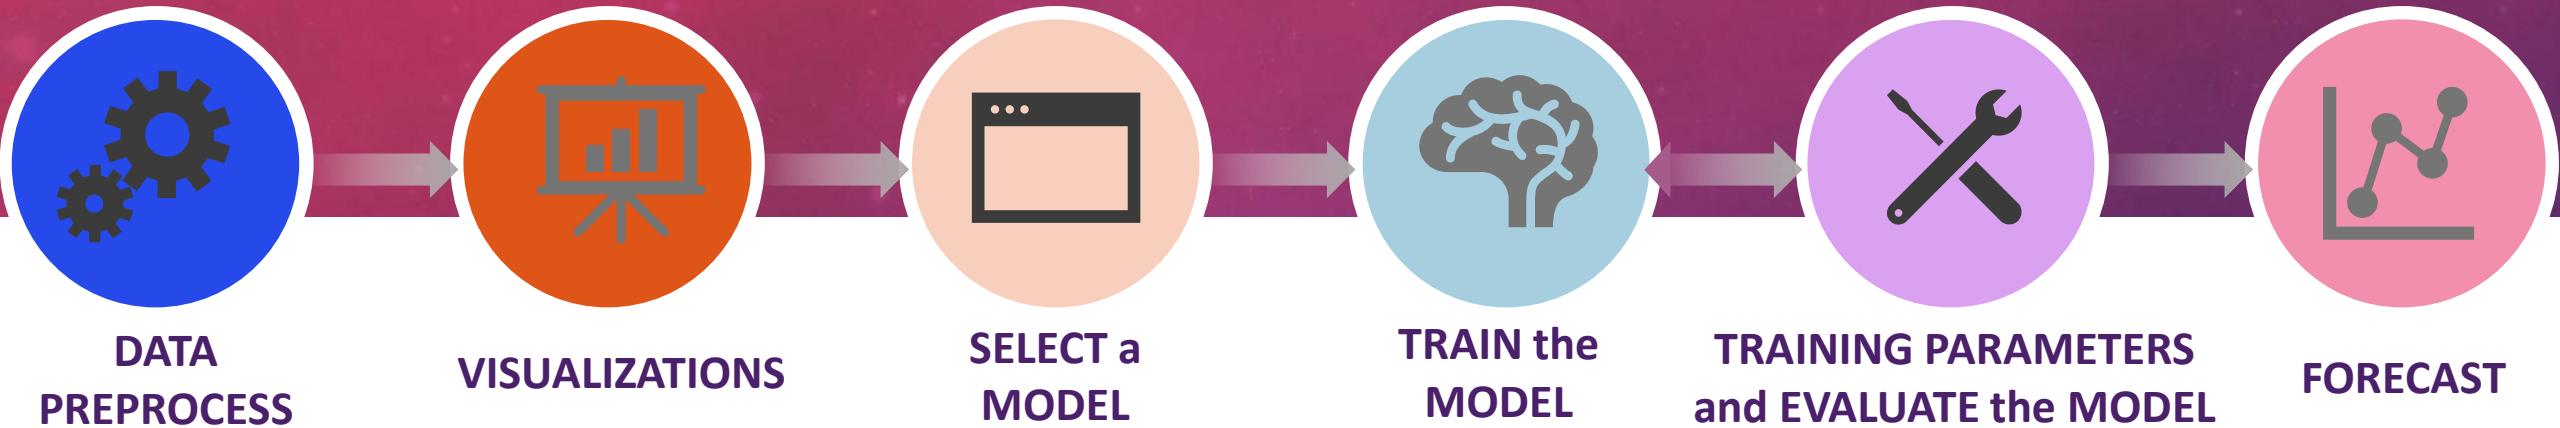 DATA
PREPROCESS
VISUALIZATIONS
SELECT a
MODEL
TRAIN the
MODEL
TRAINING PARAMETERS
and EVALUATE the MODEL
FORECAST